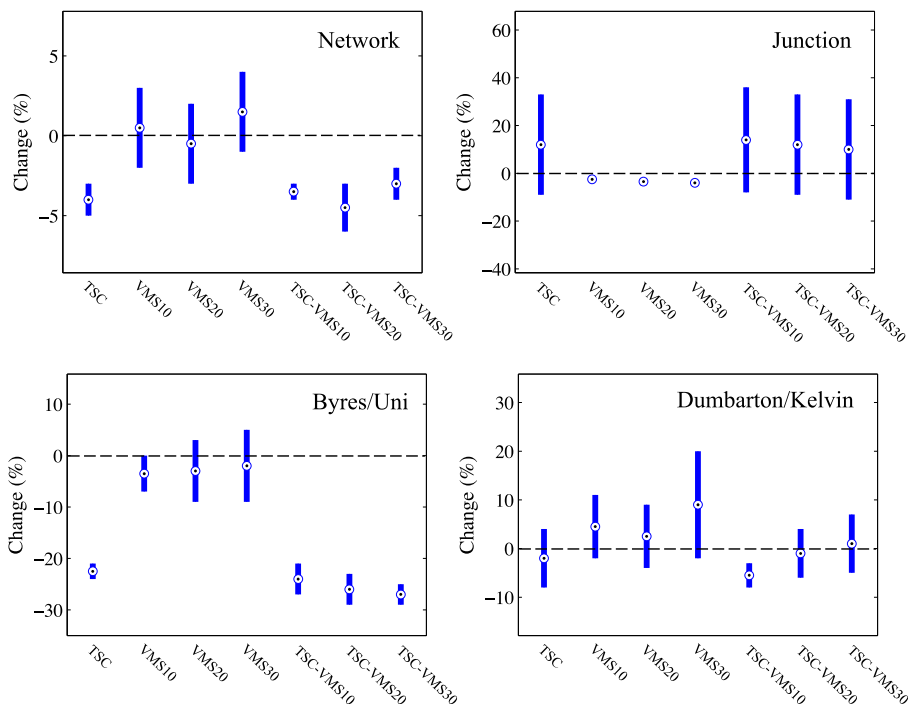 Network
Change (%)
5
0
−5
TSC
VMS10
VMS20
VMS30
TSC-VMS10
TSC-VMS20
TSC-VMS30
Junction
Change (%)
60
40
20
0
−20
−40
TSC
VMS10
VMS20
VMS30
TSC-VMS10
TSC-VMS20
TSC-VMS30
Byres/Uni
Change (%)
10
0
−10
−20
−30
TSC
VMS10
VMS20
VMS30
TSC-VMS10
TSC-VMS20
TSC-VMS30
Dumbarton/Kelvin
Change (%)
30
20
10
0
−10
TSC
VMS10
VMS20
VMS30
TSC-VMS10
TSC-VMS20
TSC-VMS30